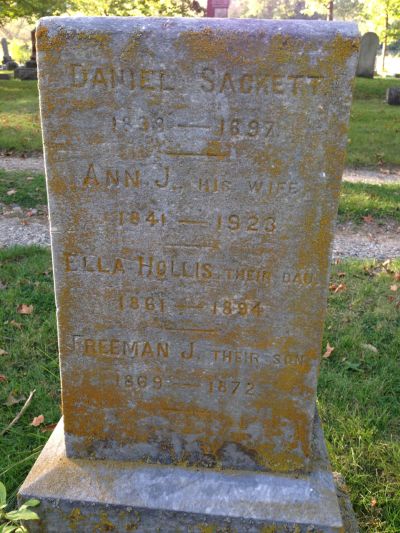 DANIEL SACKETT
1838 — 1897
ANN J., HIS WIFE
1841 — 1923
ELLA HOLLIS, THEIR DAU.
1861 — 1894
FREEMAN J. THEIR SON
1869 — 1872